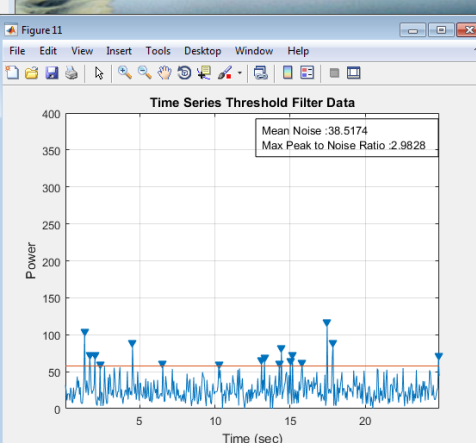 Figure 11
File Edit View Insert Tools Desktop Window Help
Time Series Threshold Filter Data
Mean Noise :38.5174
Max Peak to Noise Ratio :2.9828
400
350
300
250
200
150
100
50
0
Power
5 10 15 20
Time (sec)